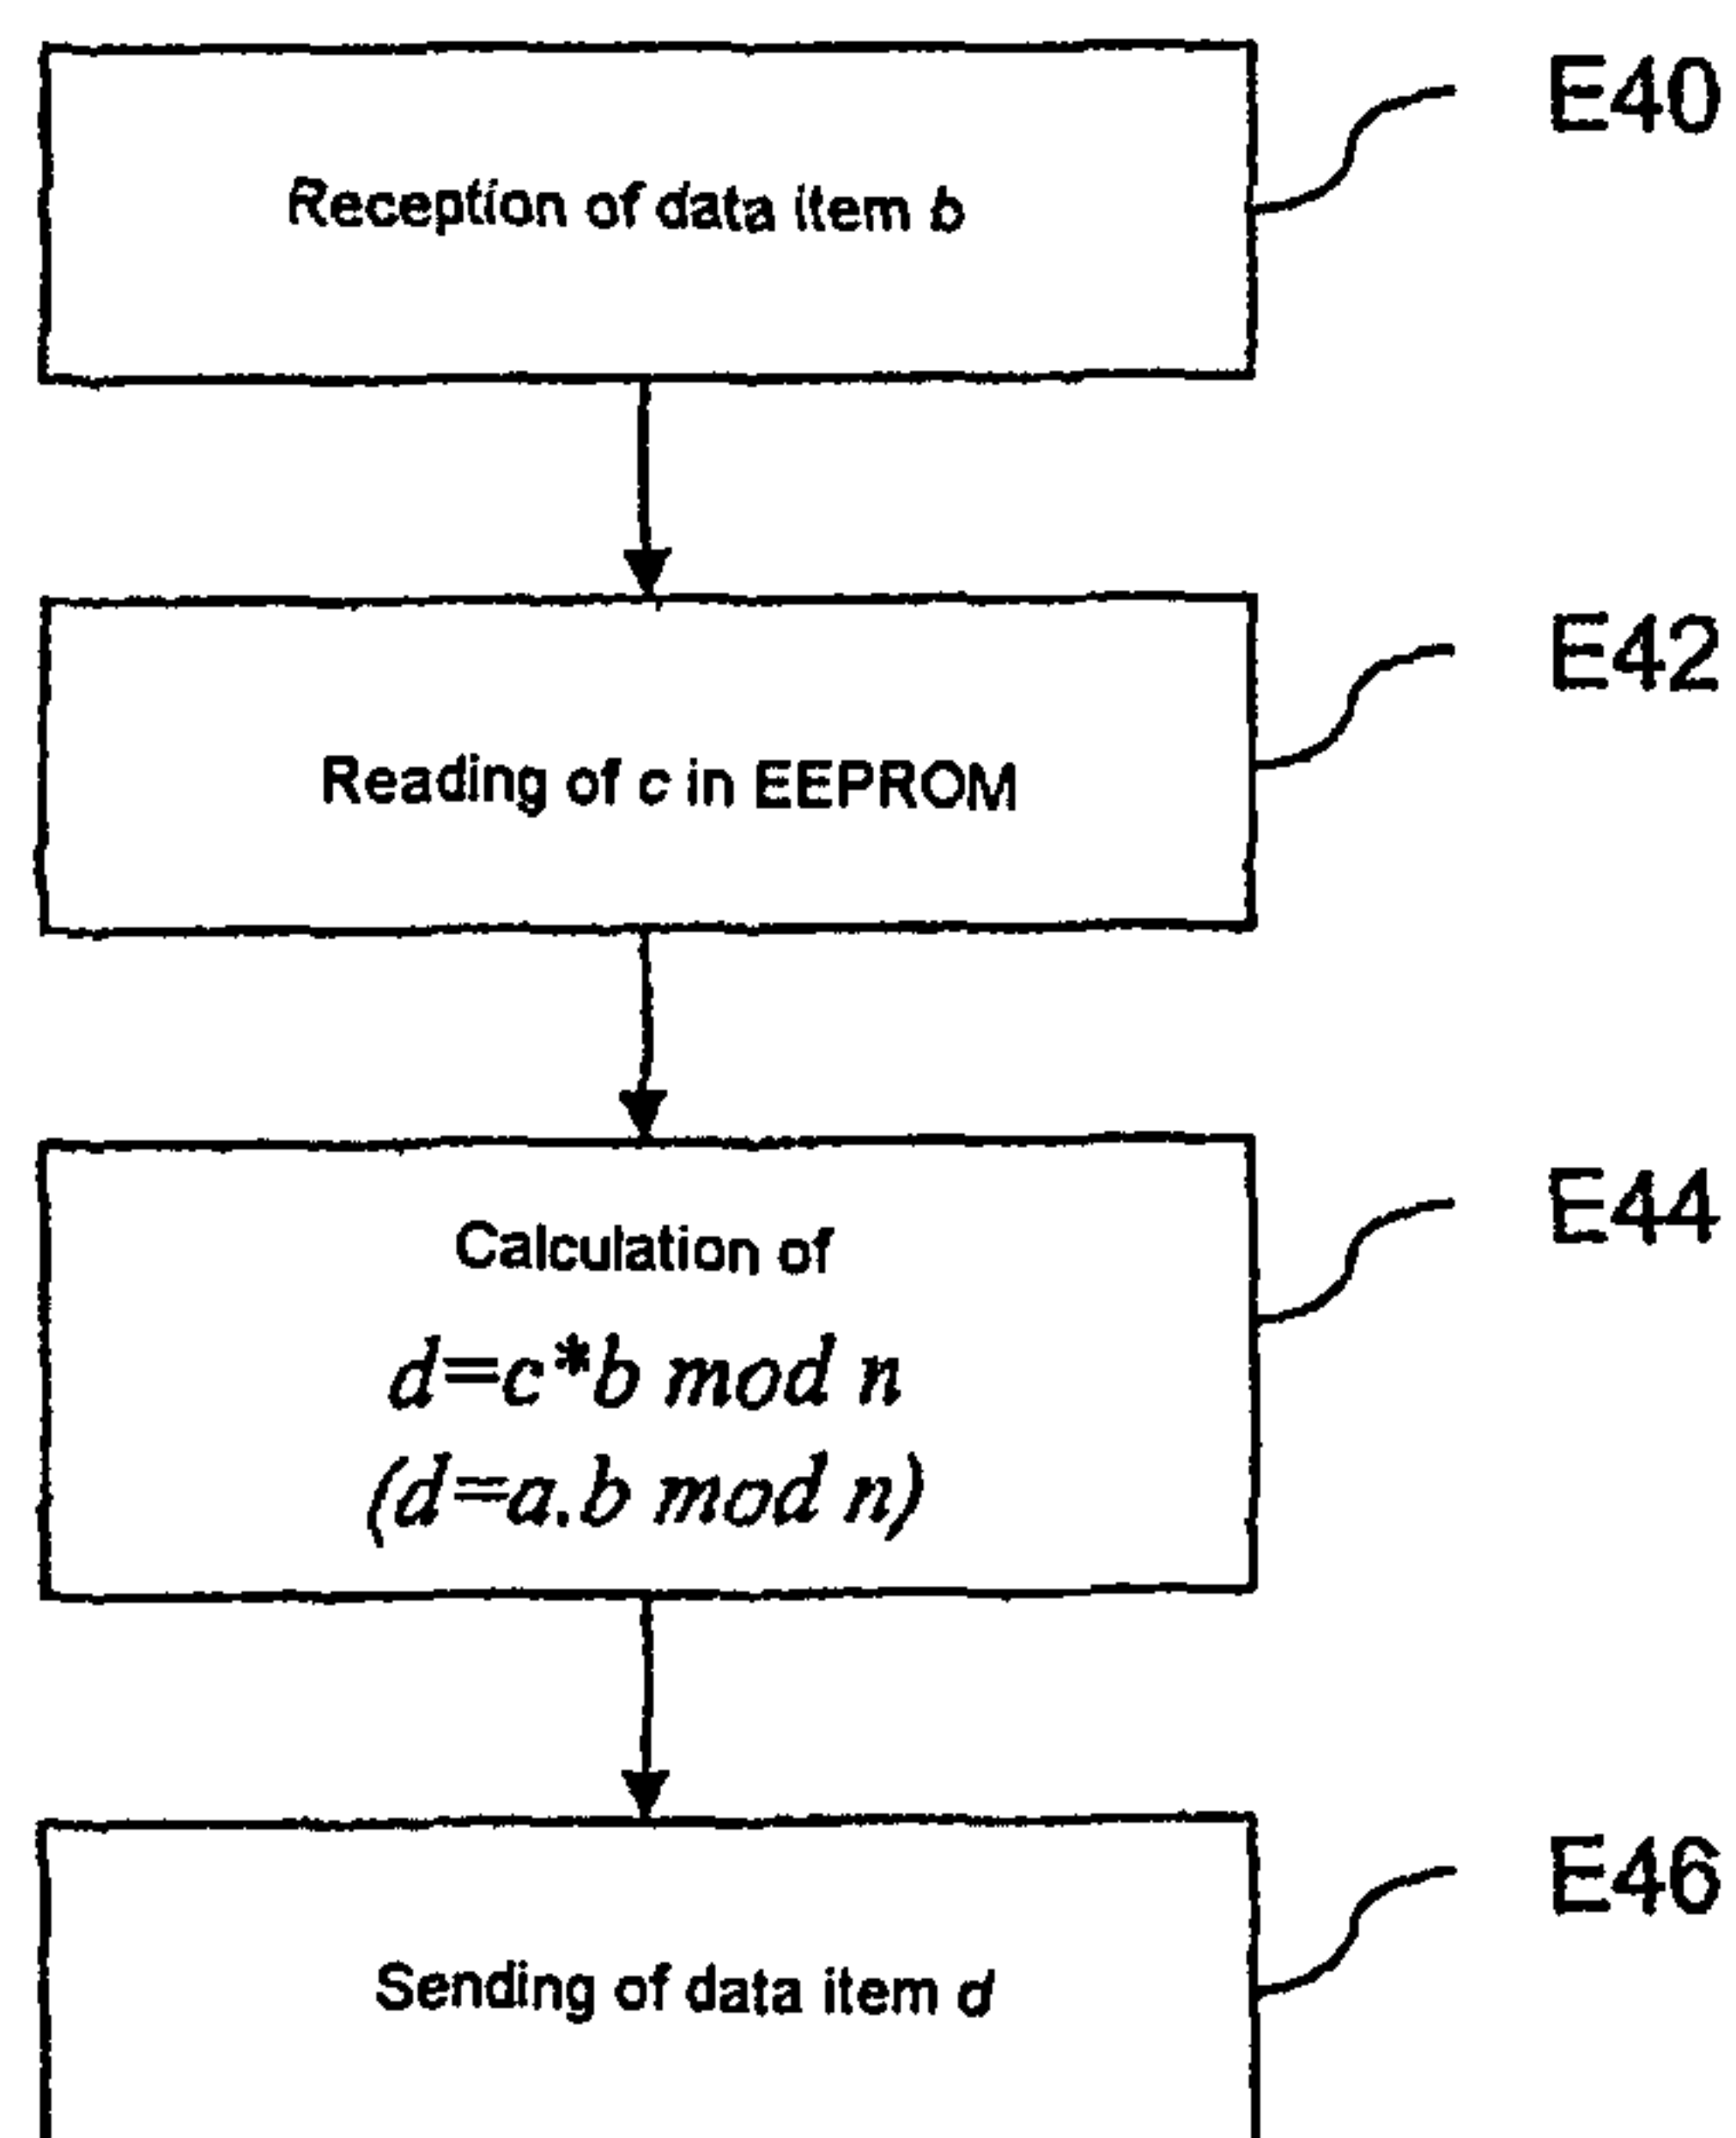 Reception of data item b
E40
Reading of c in EEPROM
E42
Calculation of
d=c*b mod n
(d=a.b mod n)
E44
Sending of data item d
E46